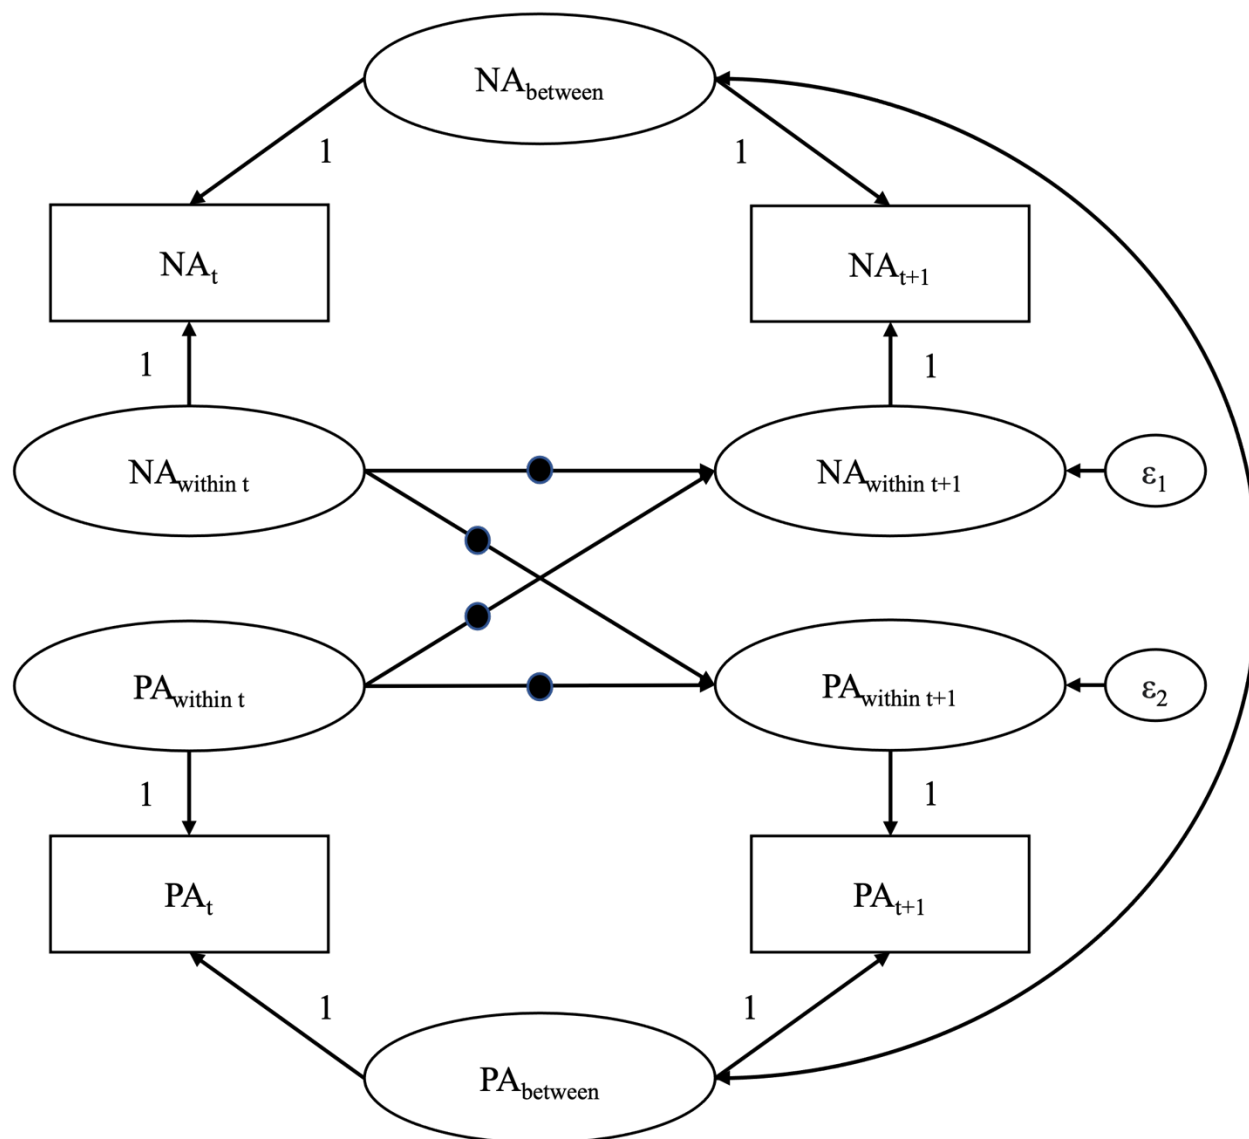 NA_between
1
1
NA_t
NA_t+1
1
1
NA_within t
NA_within t+1
ε_1
PA_within t
PA_within t+1
ε_2
1
1
PA_t
PA_t+1
1
1
PA_between